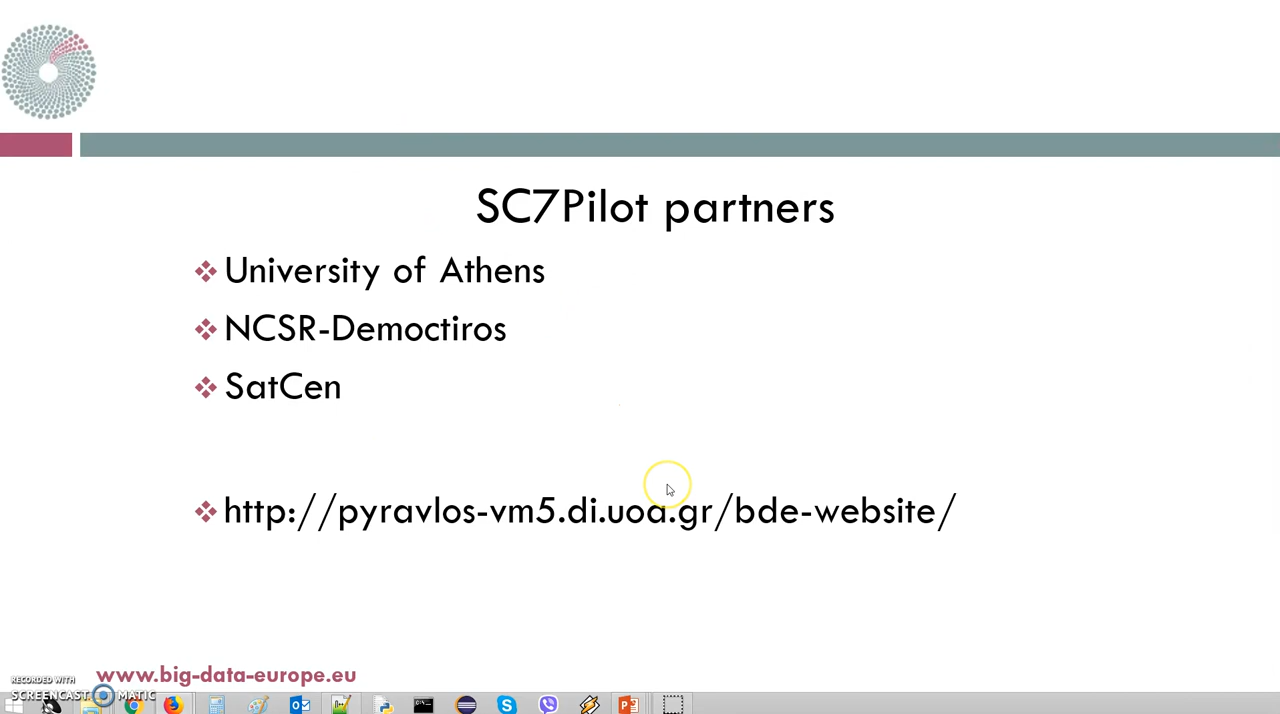 SC7Pilot partners
University of Athens
NCSR-Democtiros
SatCen
http://pyravlos-vm5.di.uoa.gr/bde-website/
www.big-data-europe.eu
RECORDED WITH
SCREENCAST MATIC